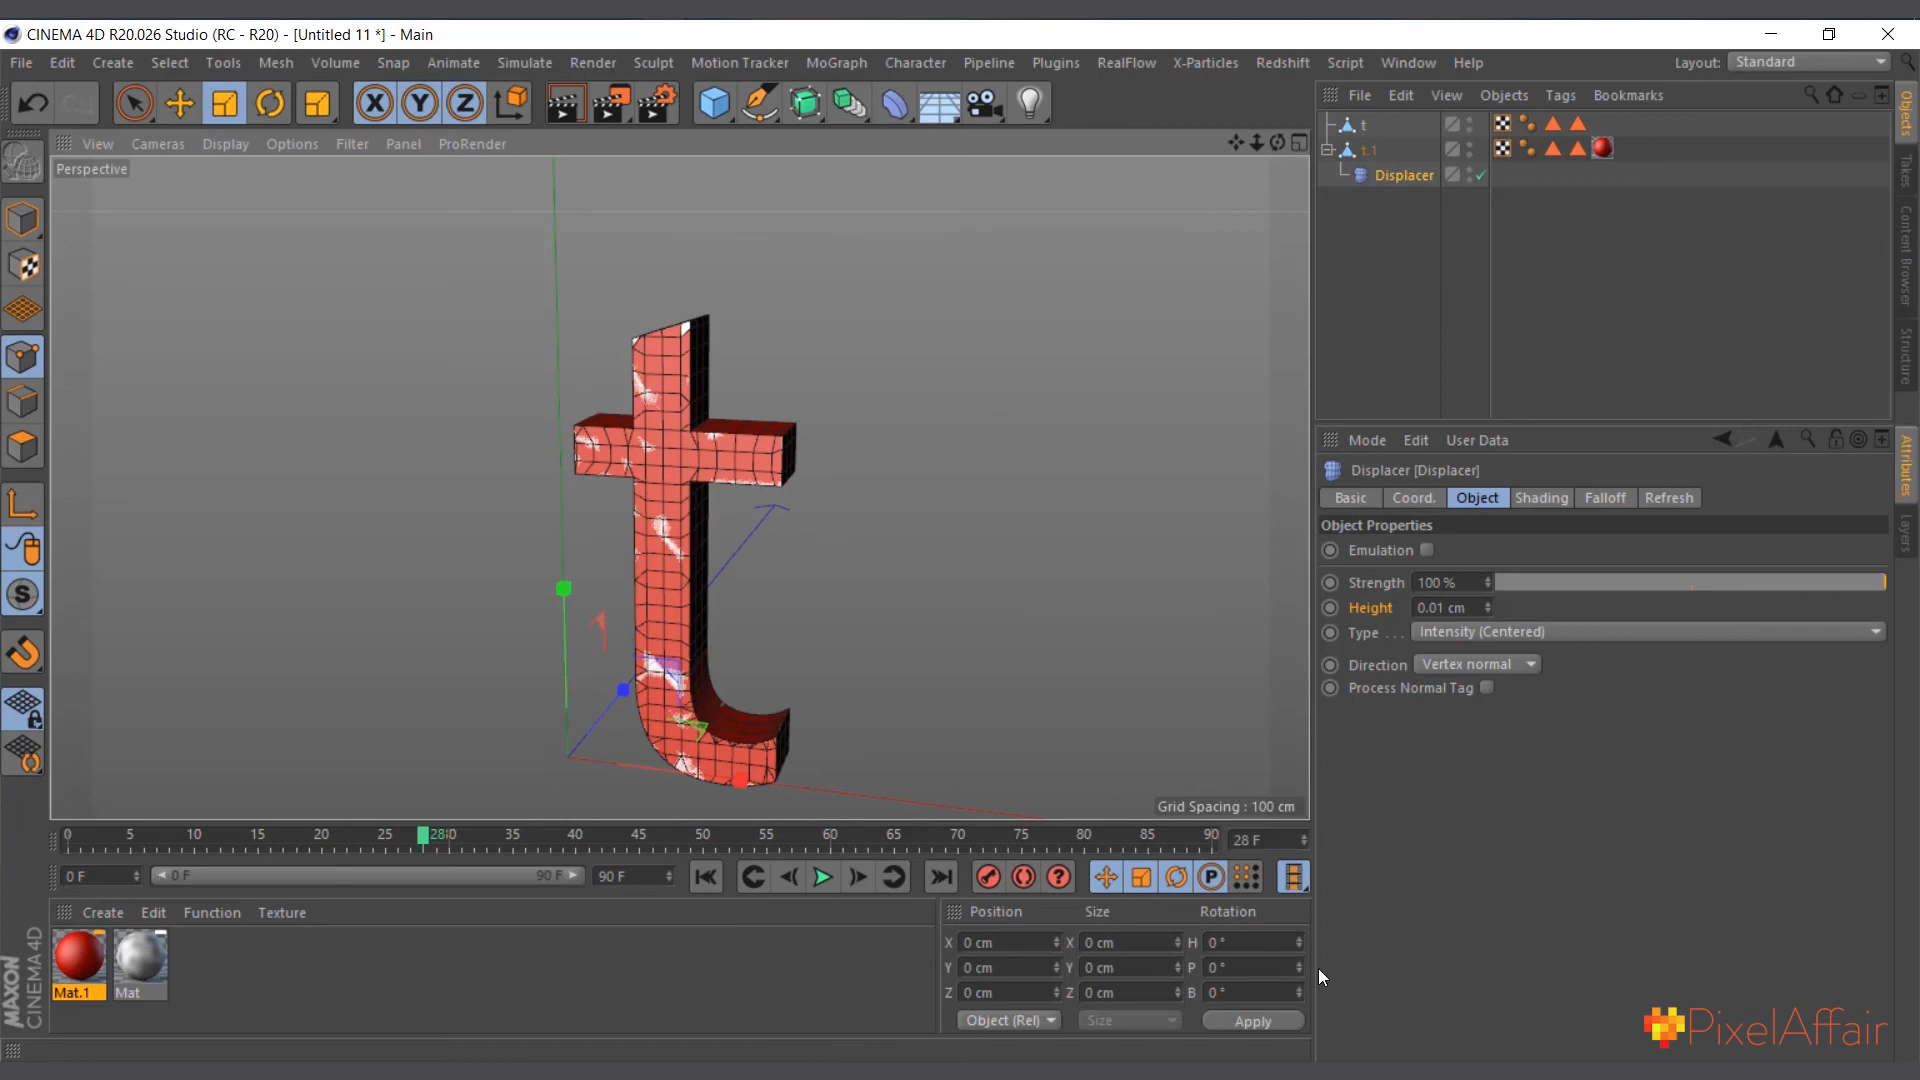 CINEMA 4D R20.026 Studio (RC - R20) - [Untitled 11 *] - Main
File Edit Create Select Tools Mesh Volume Snap Animate Simulate Render Sculpt Motion Tracker MoGraph Character Pipeline Plugins RealFlow X-Particles Redshift Script Window Help Layout: Standard
X Y Z
File Edit View Objects Tags Bookmarks
Objects
Takes
Content Browser
Structure
View Cameras Display Options Filter Panel ProRender
Perspective
t
t.1
Displacer
Mode Edit User Data
Attributes
Layers
Displacer [Displacer]
Basic Coord. Object Shading Falloff Refresh
Object Properties
Emulation
Strength 100 %
Height 0.01 cm
Type . . . Intensity (Centered)
Direction Vertex normal
Process Normal Tag
S
Grid Spacing : 100 cm
0 5 10 15 20 25 28 35 40 45 50 55 60 65 70 75 80 85 90 28 F
0 F 0 F 90 F 90 F
Create Edit Function Texture
Position Size Rotation
X 0 cm X 0 cm H 0 °
Y 0 cm Y 0 cm P 0 °
Z 0 cm Z 0 cm B 0 °
Object (Rel) Size Apply
Mat.1 Mat
MAXON
CINEMA 4D
PixelAffair